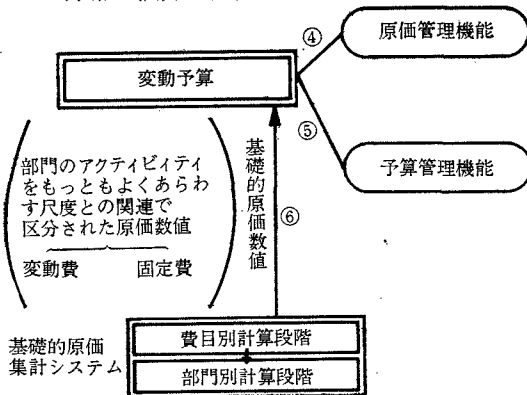 ④
原価管理機能
変動予算
⑤
予算管理機能
部門のアクティビィティ
をもっともよくあらわ
す尺度との関連で
区分された原価数値
変動費 固定費
基礎的原価数値
⑥
基礎的原価
集計システム
費目別計算段階
部門別計算段階